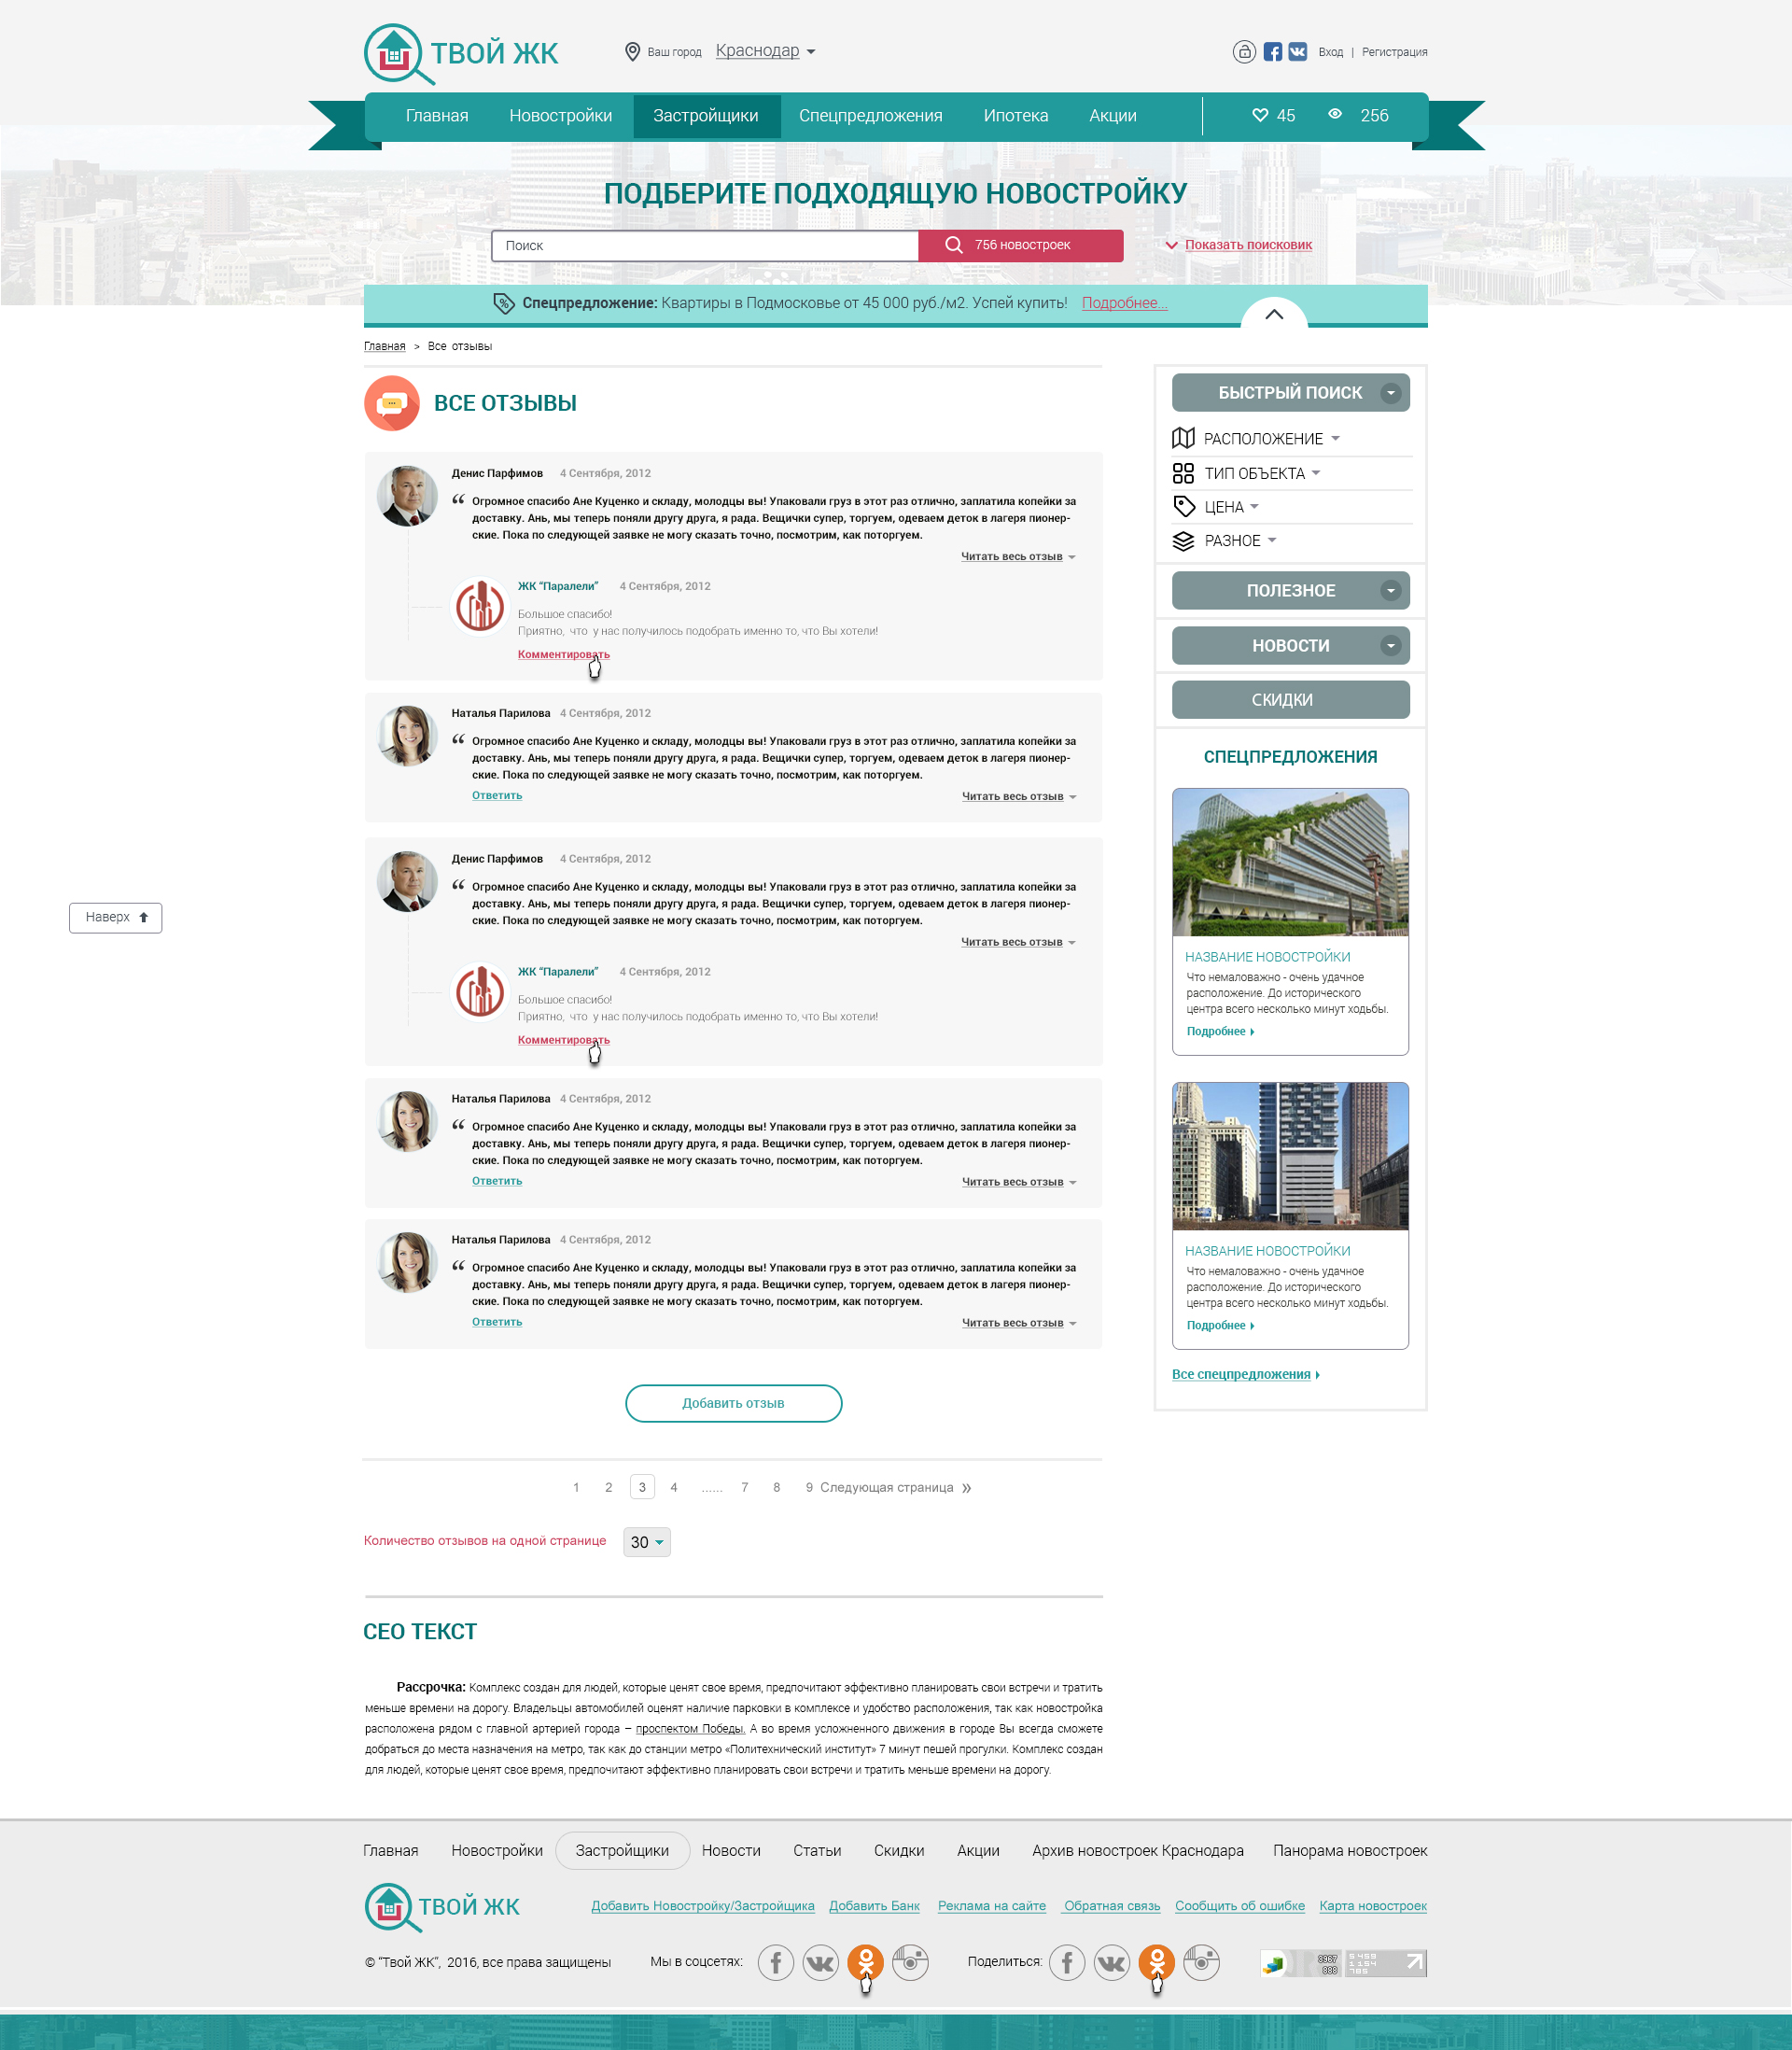 ТВОЙ ЖК
Ваш город Краснодар
Вход | Регистрация
Главная Новостройки Застройщики Спецпредложения Ипотека Акции 45 256
ПОДБЕРИТЕ ПОДХОДЯЩУЮ НОВОСТРОЙКУ
Поиск 756 новостроек Показать поисковик
Спецпредложение: Квартиры в Подмосковье от 45 000 руб./м2. Успей купить! Подробнее...
Главная > Все отзывы
ВСЕ ОТЗЫВЫ
Денис Парфимов 4 Сентября, 2012
“ Огромное спасибо Ане Куценко и складу, молодцы вы! Упаковали груз в этот раз отлично, заплатила копейки за
доставку. Ань, мы теперь поняли другу друга, я рада. Вещички супер, торгуем, одеваем деток в лагеря пионер-
ские. Пока по следующей заявке не могу сказать точно, посмотрим, как поторгуем.
Читать весь отзыв
ЖК “Паралели” 4 Сентября, 2012
Большое спасибо!
Приятно, что у нас получилось подобрать именно то, что Вы хотели!
Комментировать
Наталья Парилова 4 Сентября, 2012
“ Огромное спасибо Ане Куценко и складу, молодцы вы! Упаковали груз в этот раз отлично, заплатила копейки за
доставку. Ань, мы теперь поняли другу друга, я рада. Вещички супер, торгуем, одеваем деток в лагеря пионер-
ские. Пока по следующей заявке не могу сказать точно, посмотрим, как поторгуем.
Ответить Читать весь отзыв
Денис Парфимов 4 Сентября, 2012
“ Огромное спасибо Ане Куценко и складу, молодцы вы! Упаковали груз в этот раз отлично, заплатила копейки за
доставку. Ань, мы теперь поняли другу друга, я рада. Вещички супер, торгуем, одеваем деток в лагеря пионер-
ские. Пока по следующей заявке не могу сказать точно, посмотрим, как поторгуем.
Читать весь отзыв
ЖК “Паралели” 4 Сентября, 2012
Большое спасибо!
Приятно, что у нас получилось подобрать именно то, что Вы хотели!
Комментировать
Наталья Парилова 4 Сентября, 2012
“ Огромное спасибо Ане Куценко и складу, молодцы вы! Упаковали груз в этот раз отлично, заплатила копейки за
доставку. Ань, мы теперь поняли другу друга, я рада. Вещички супер, торгуем, одеваем деток в лагеря пионер-
ские. Пока по следующей заявке не могу сказать точно, посмотрим, как поторгуем.
Ответить Читать весь отзыв
Наталья Парилова 4 Сентября, 2012
“ Огромное спасибо Ане Куценко и складу, молодцы вы! Упаковали груз в этот раз отлично, заплатила копейки за
доставку. Ань, мы теперь поняли другу друга, я рада. Вещички супер, торгуем, одеваем деток в лагеря пионер-
ские. Пока по следующей заявке не могу сказать точно, посмотрим, как поторгуем.
Ответить Читать весь отзыв
Добавить отзыв
1 2 3 4 ...... 7 8 9 Следующая страница »
Количество отзывов на одной странице 30
БЫСТРЫЙ ПОИСК
РАСПОЛОЖЕНИЕ
ТИП ОБЪЕКТА
ЦЕНА
РАЗНОЕ
ПОЛЕЗНОЕ
НОВОСТИ
СКИДКИ
СПЕЦПРЕДЛОЖЕНИЯ
НАЗВАНИЕ НОВОСТРОЙКИ
Что немаловажно - очень удачное
расположение. До исторического
центра всего несколько минут ходьбы.
Подробнее
НАЗВАНИЕ НОВОСТРОЙКИ
Что немаловажно - очень удачное
расположение. До исторического
центра всего несколько минут ходьбы.
Подробнее
Все спецпредложения
Наверх
СЕО ТЕКСТ
Рассрочка: Комплекс создан для людей, которые ценят свое время, предпочитают эффективно планировать свои встречи и тратить
меньше времени на дорогу. Владельцы автомобилей оценят наличие парковки в комплексе и удобство расположения, так как новостройка
расположена рядом с главной артерией города – проспектом Победы. А во время усложненного движения в городе Вы всегда сможете
добраться до места назначения на метро, так как до станции метро «Политехнический институт» 7 минут пешей прогулки. Комплекс создан
для людей, которые ценят свое время, предпочитают эффективно планировать свои встречи и тратить меньше времени на дорогу.
Главная Новостройки Застройщики Новости Статьи Скидки Акции Архив новостроек Краснодара Панорама новостроек
ТВОЙ ЖК
Добавить Новостройку/Застройщика Добавить Банк Реклама на сайте Обратная связь Сообщить об ошибке Карта новостроек
© “Твой ЖК”, 2016, все права защищены Мы в соцсетях: Поделиться:
3967
888
5 459
1 154
785